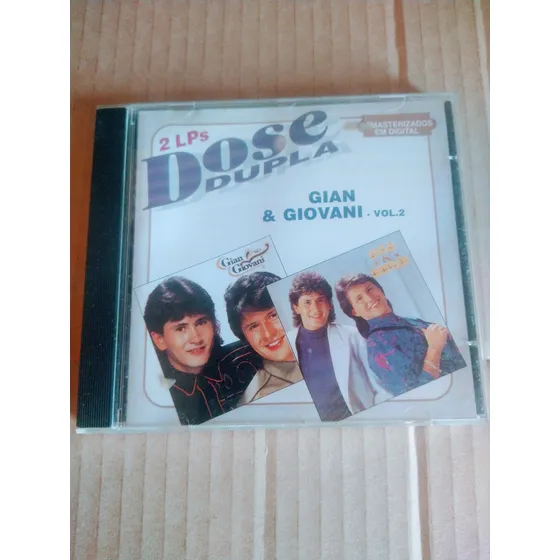 2 LPs
Dose
DUPLA
REMASTERIZADOS
EM DIGITAL
GIAN
& GIOVANI - VOL.2
Gian
Giovani